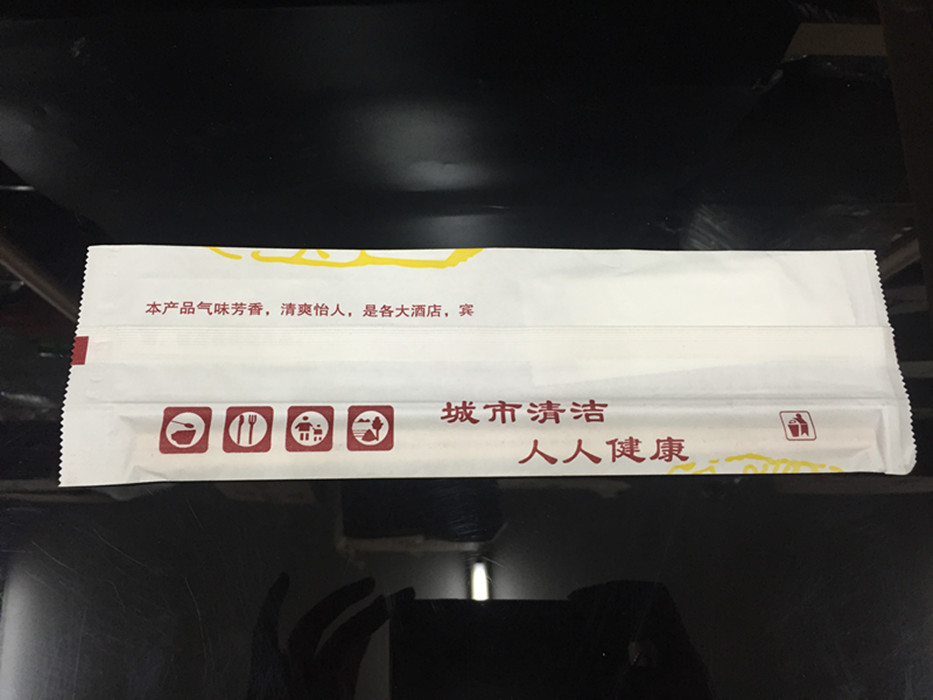 本产品气味芳香，清爽怡人，是各大酒店，宾
城市清洁
人人健康